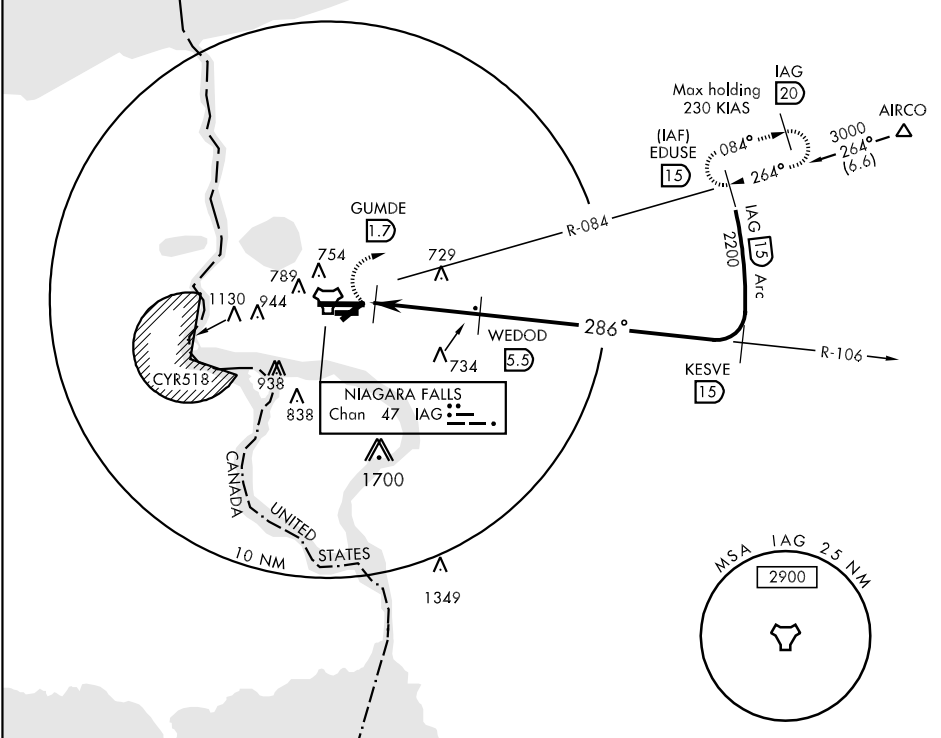 IAG
20
Max holding
230 KIAS
AIRCO
3000
264°
(6.6)
(IAF)
EDUSE
15
084°
264°
R-084
IAG 15 Arc
2200
GUMDE
1.7
754
729
789
1130
944
286°
WEDOD
5.5
734
KESVE
15
R-106
CYR518
938
838
NIAGARA FALLS
Chan 47 IAG
1700
CANADA
UNITED
STATES
10 NM
1349
MSA IAG 25 NM
2900